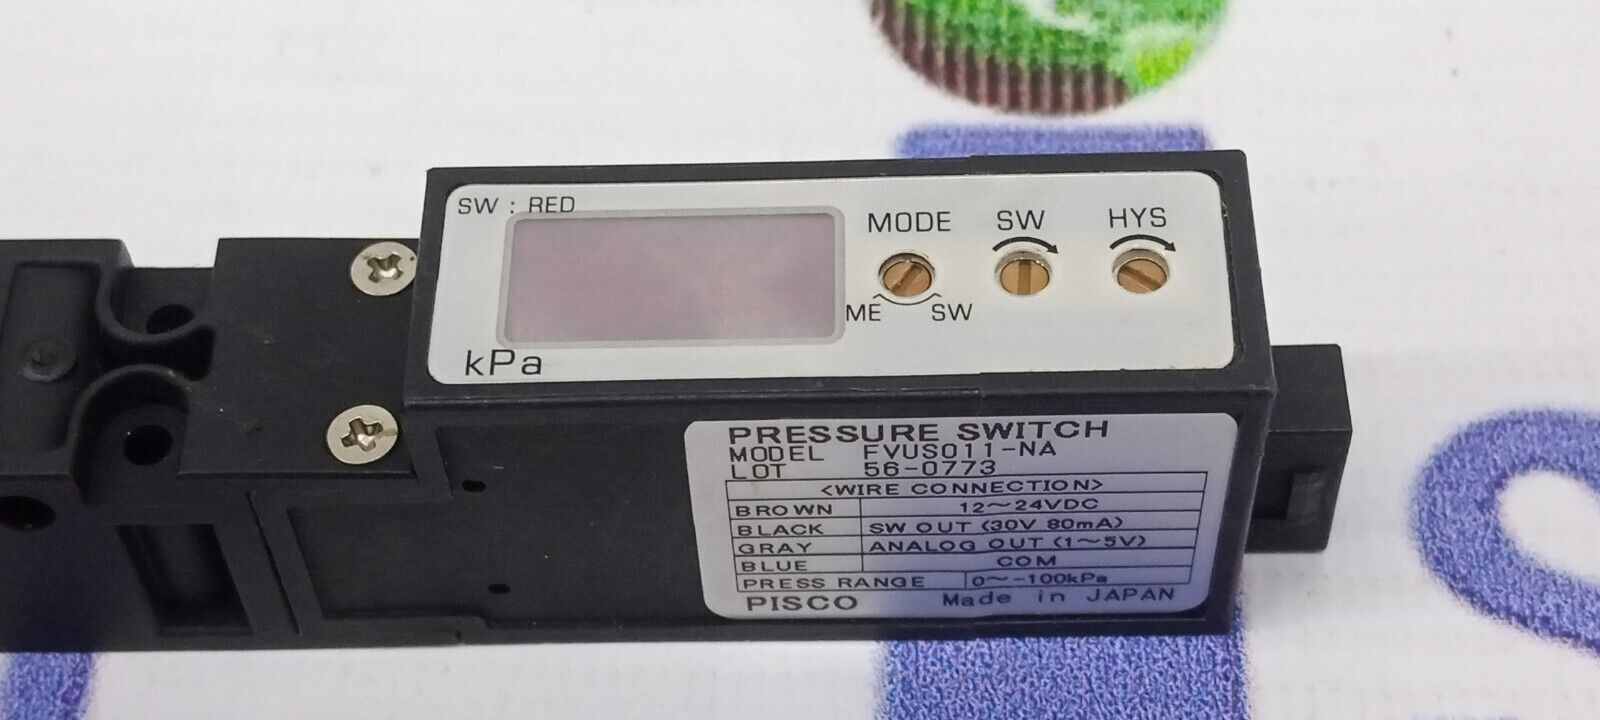 SW : RED
MODE SW HYS
ME SW
kPa
PRESSURE SWITCH
MODEL FVUS011-NA
LOT 56-0773
<WIRE CONNECTION>
BROWN 12~24VDC
BLACK SW OUT (30V 80mA)
GRAY ANALOG OUT (1~5V)
BLUE COM
PRESS RANGE 0~-100kPa
PISCO Made in JAPAN